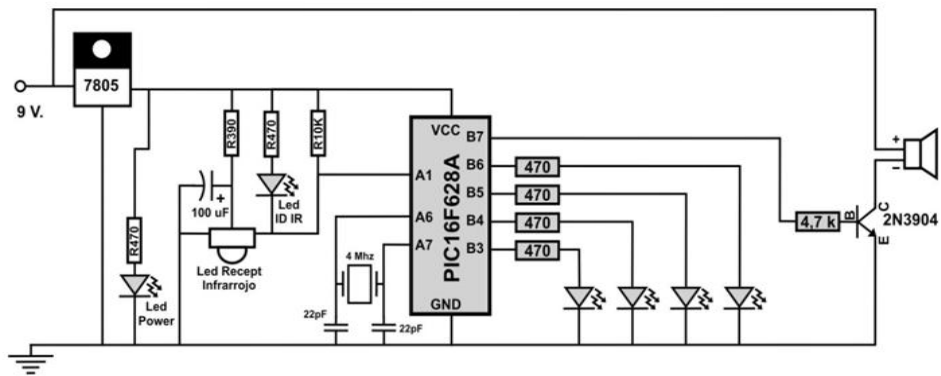 7805
9 V.
R470
Led
Power
100 uF
+
R390
R470
R10K
Led
ID IR
Led Recept
Infrarrojo
4 Mhz
22pF
22pF
PIC16F628A
VCC
GND
A1
A6
A7
B7
B6
B5
B4
B3
470
470
470
470
4,7 k
B
C
E
2N3904
+
–